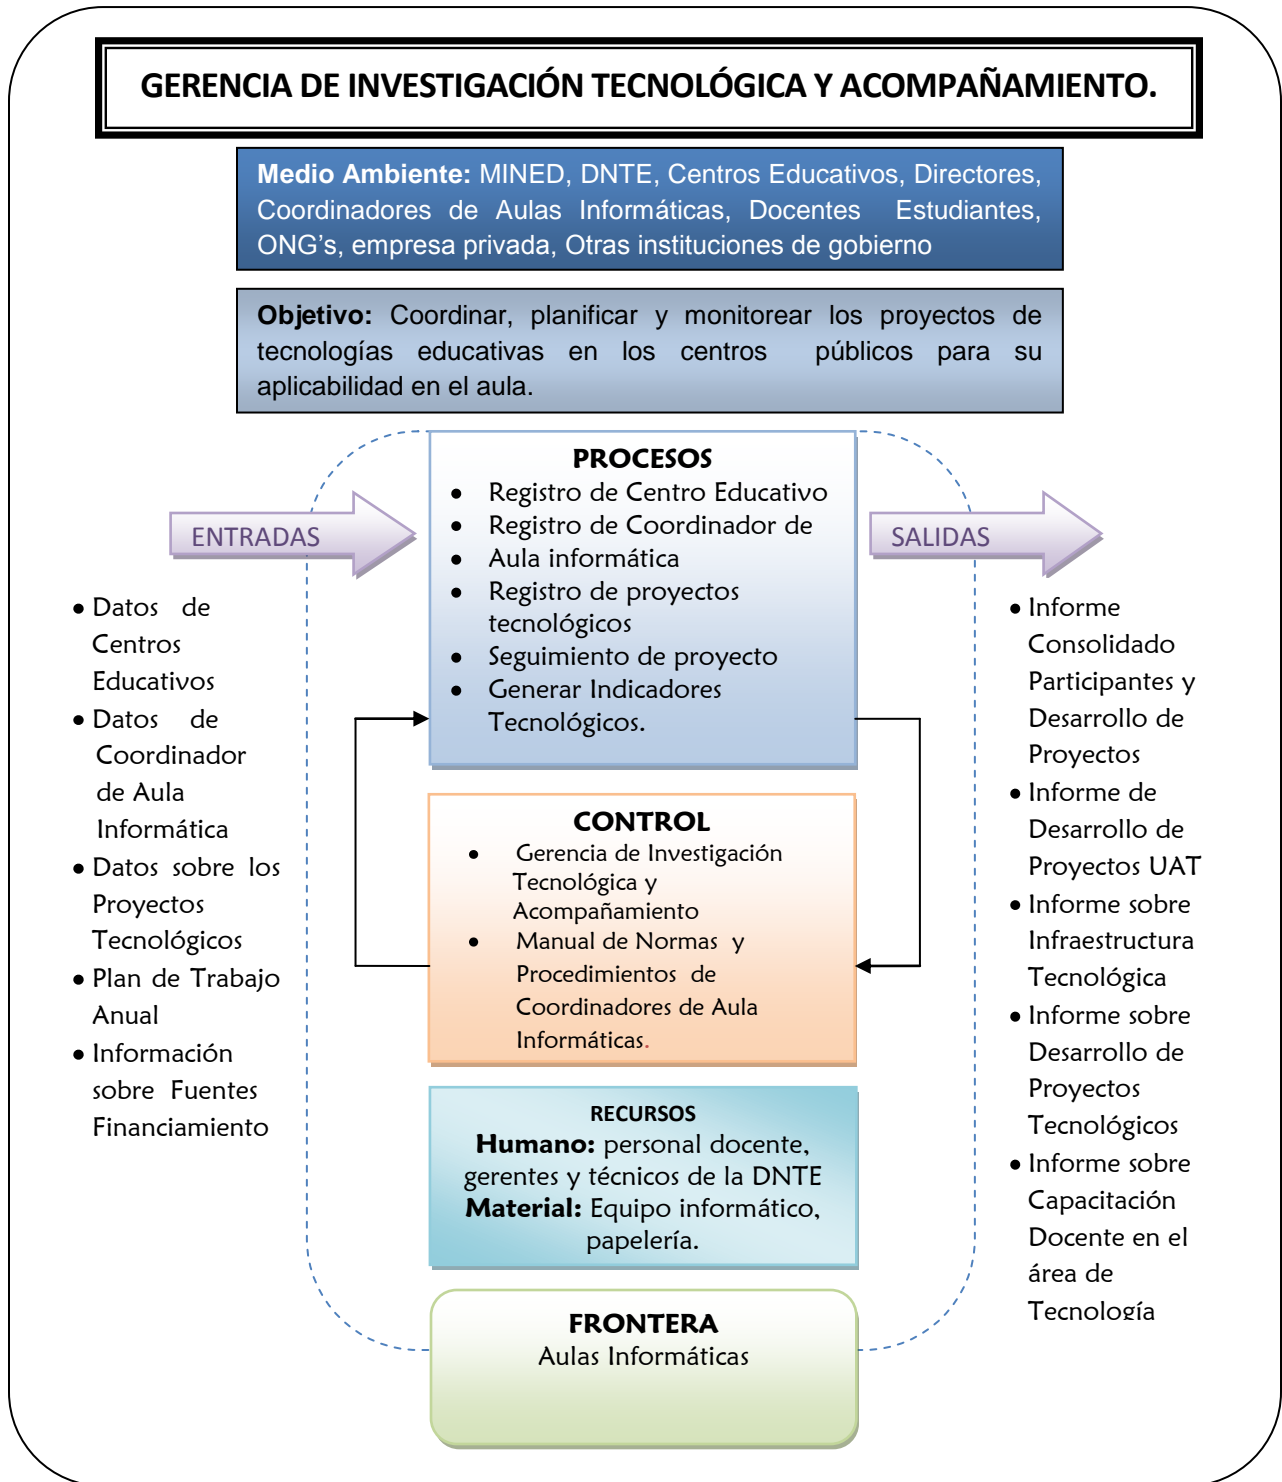 GERENCIA DE INVESTIGACIÓN TECNOLÓGICA Y ACOMPAÑAMIENTO.
Medio Ambiente: MINED, DNTE, Centros Educativos, Directores,
Coordinadores de Aulas Informáticas, Docentes Estudiantes,
ONG's, empresa privada, Otras instituciones de gobierno
Objetivo: Coordinar, planificar y monitorear los proyectos de
tecnologías educativas en los centros públicos para su
aplicabilidad en el aula.
ENTRADAS
• Datos de
Centros
Educativos
• Datos de
Coordinador
de Aula
Informática
• Datos sobre los
Proyectos
Tecnológicos
• Plan de Trabajo
Anual
• Información
sobre Fuentes
Financiamiento
PROCESOS
• Registro de Centro Educativo
• Registro de Coordinador de
• Aula informática
• Registro de proyectos
tecnológicos
• Seguimiento de proyecto
• Generar Indicadores
Tecnológicos.
CONTROL
• Gerencia de Investigación
Tecnológica y
Acompañamiento
• Manual de Normas y
Procedimientos de
Coordinadores de Aula
Informáticas.
RECURSOS
Humano: personal docente,
gerentes y técnicos de la DNTE
Material: Equipo informático,
papelería.
FRONTERA
Aulas Informáticas
SALIDAS
• Informe
Consolidado
Participantes y
Desarrollo de
Proyectos
• Informe de
Desarrollo de
Proyectos UAT
• Informe sobre
Infraestructura
Tecnológica
• Informe sobre
Desarrollo de
Proyectos
Tecnológicos
• Informe sobre
Capacitación
Docente en el
área de
Tecnología